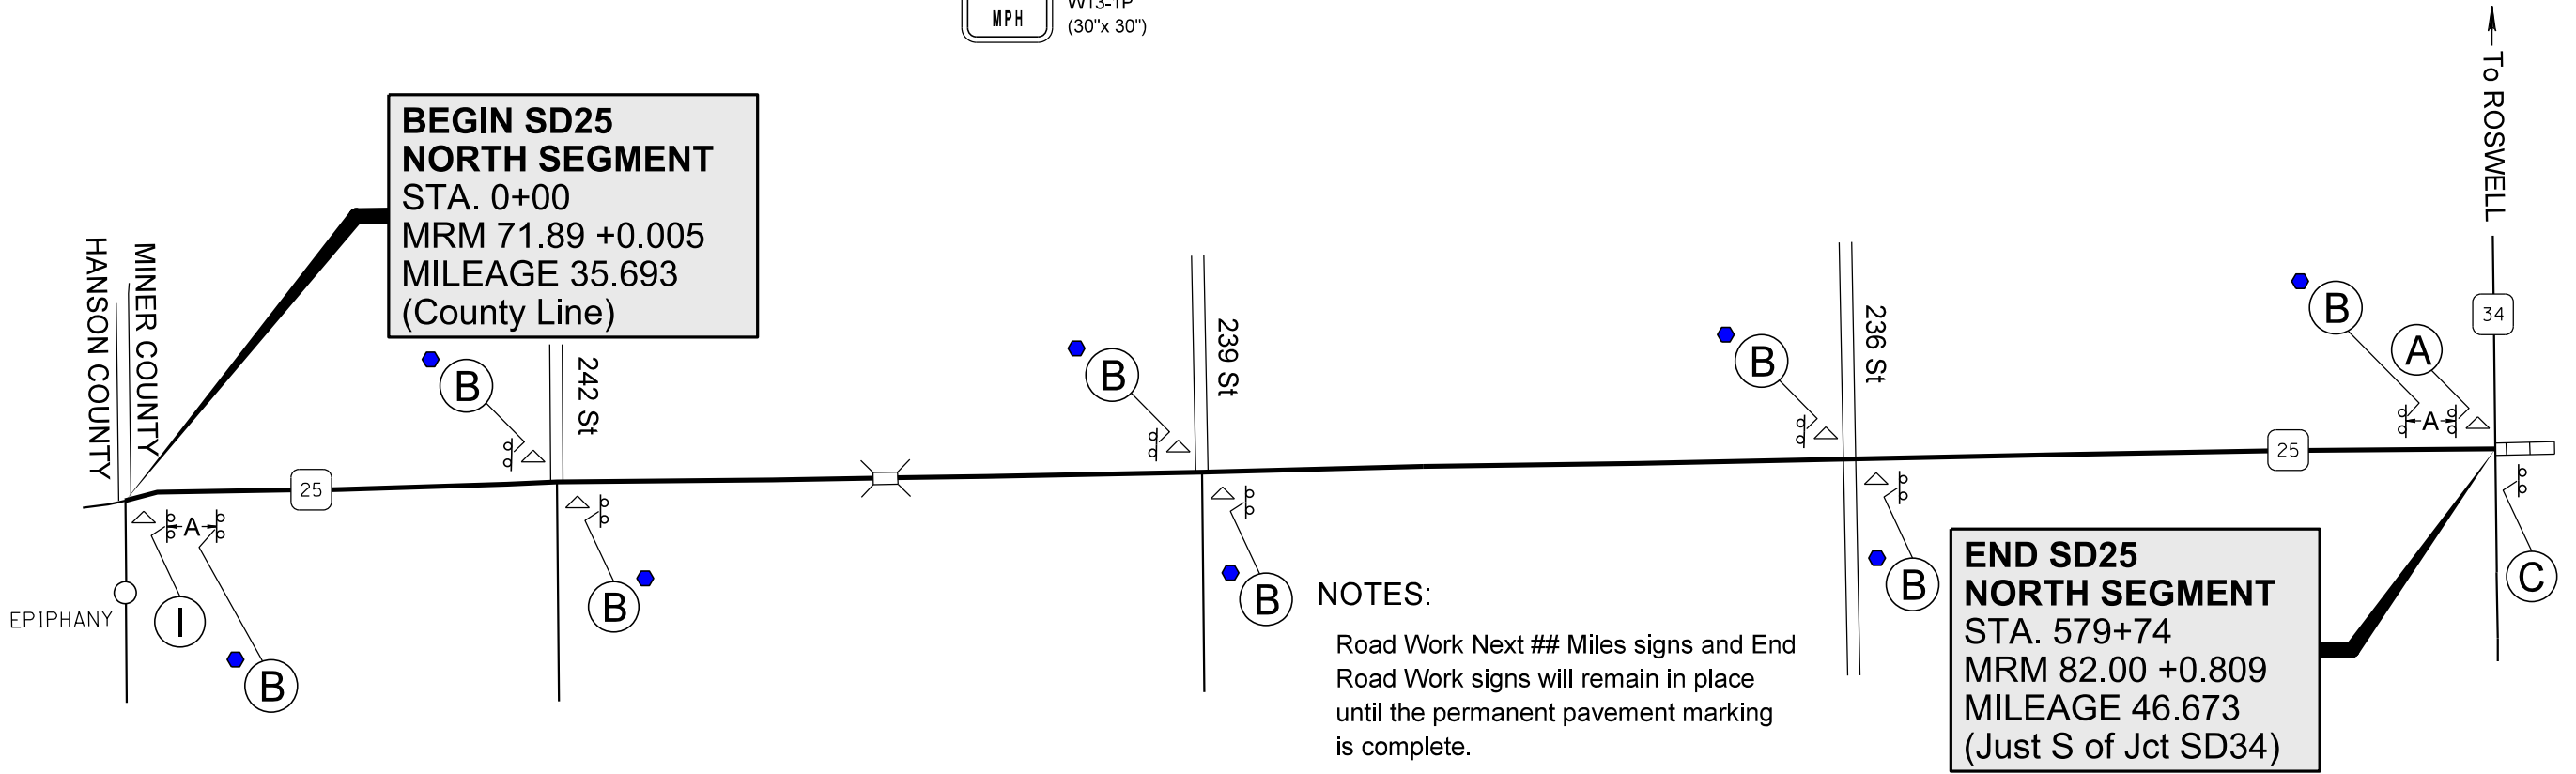 MPH
W13-1P
(30"x 30")
To ROSWELL
BEGIN SD25
NORTH SEGMENT
STA. 0+00
MRM 71.89 +0.005
MILEAGE 35.693
(County Line)
HANSON COUNTY
MINER COUNTY
B
242 St
B
239 St
B
236 St
B
A
34
A
25
25
A
I
B
EPIPHANY
B
B
B
C
NOTES:
Road Work Next ## Miles signs and End
Road Work signs will remain in place
until the permanent pavement marking
is complete.
END SD25
NORTH SEGMENT
STA. 579+74
MRM 82.00 +0.809
MILEAGE 46.673
(Just S of Jct SD34)